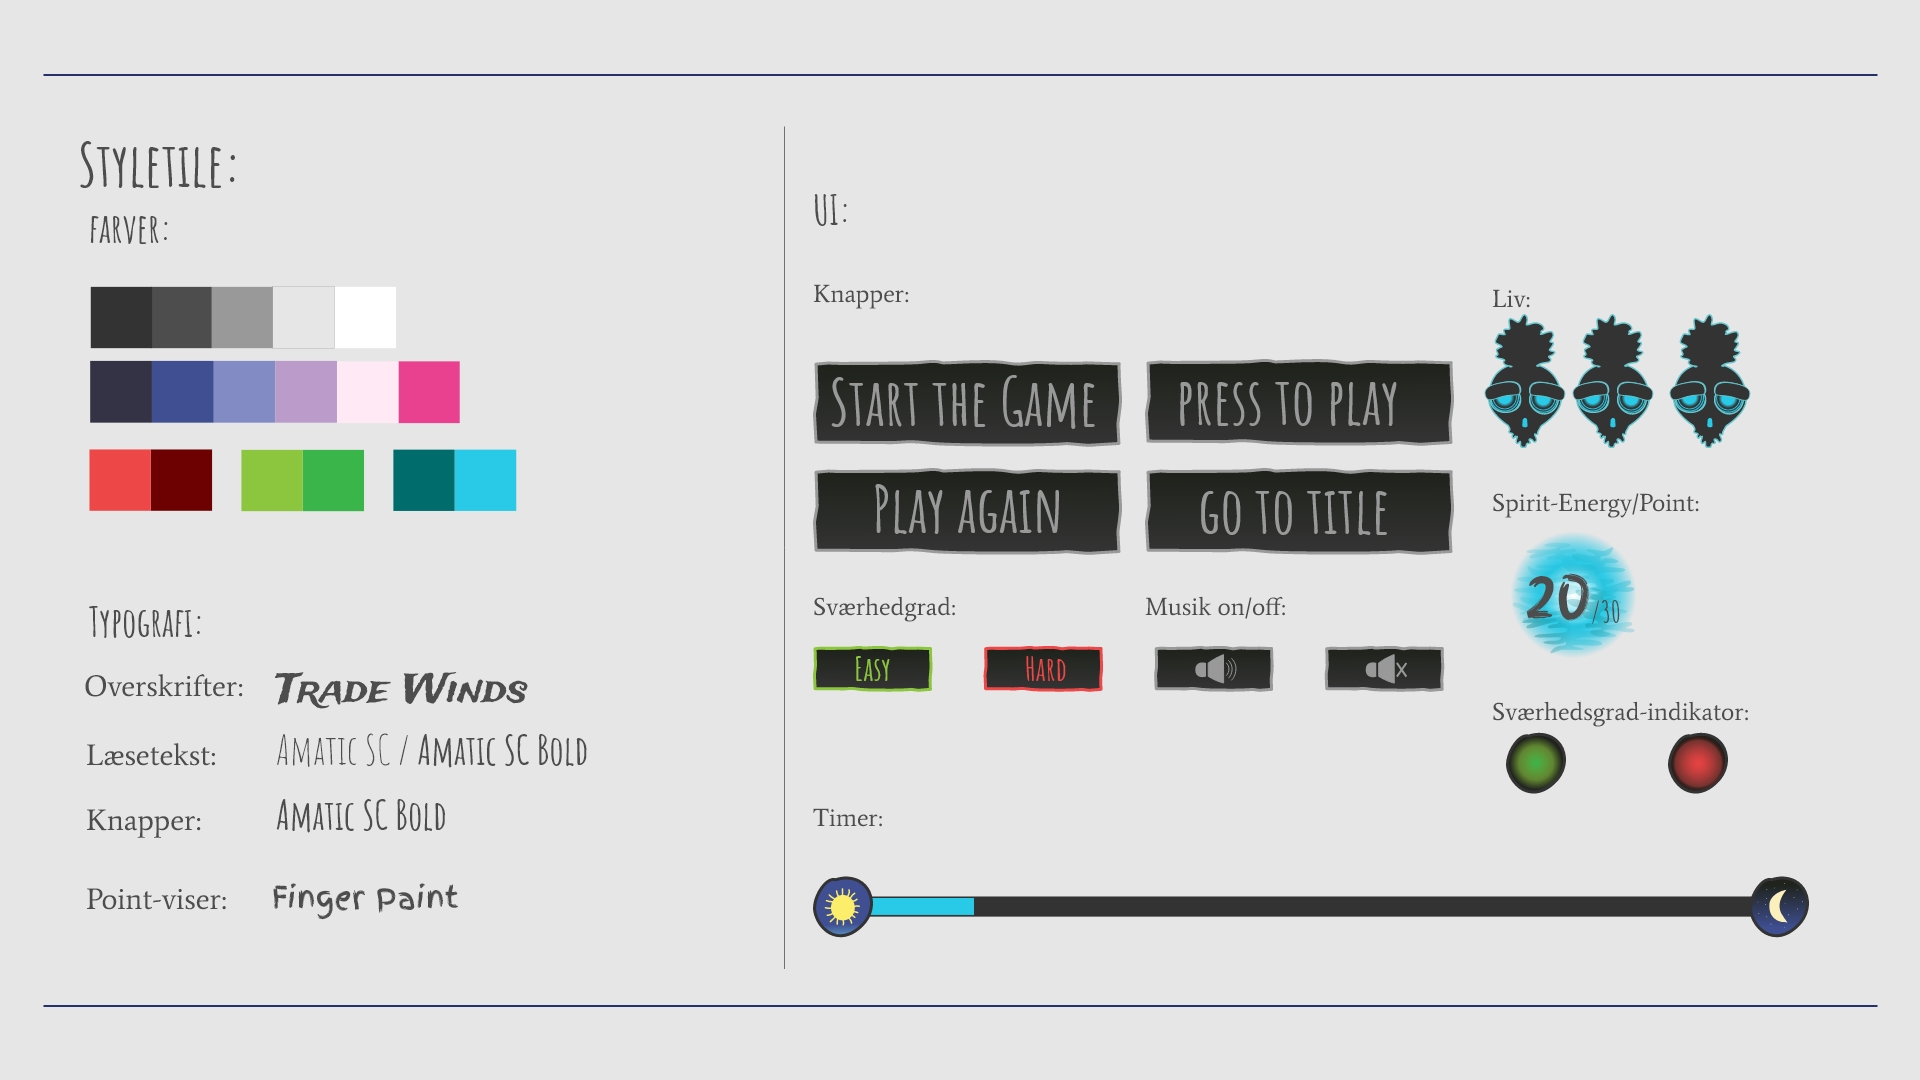 Styletile:
farver:
Typografi:
Overskrifter: Trade Winds
Læsetekst: Amatic SC / Amatic SC Bold
Knapper: Amatic SC Bold
Point-viser: Finger Paint
UI:
Knapper:
Start the Game
press to play
Play again
go to title
Sværhedgrad:
Easy
Hard
Musik on/off:
Timer:
Liv:
Spirit-Energy/Point:
20/30
Sværhedsgrad-indikator: